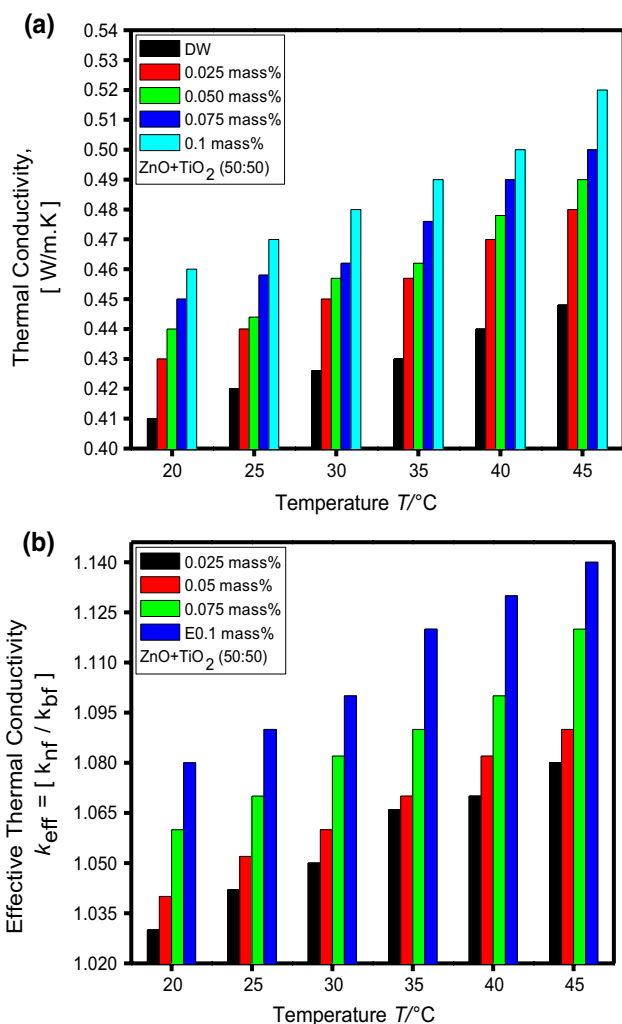 (a)
0.54
0.53
0.52
0.51
0.50
0.49
0.48
0.47
0.46
0.45
0.44
0.43
0.42
0.41
0.40
Thermal Conductivity,
[ W/m.K ]
DW
0.025 mass%
0.050 mass%
0.075 mass%
0.1 mass%
ZnO+TiO2 (50:50)
20 25 30 35 40 45
Temperature T/°C
(b)
1.140
1.125
1.110
1.095
1.080
1.065
1.050
1.035
1.020
Effective Thermal Conductivity
keff = [ knf / kbf ]
0.025 mass%
0.05 mass%
0.075 mass%
E0.1 mass%
ZnO+TiO2 (50:50)
20 25 30 35 40 45
Temperature T/°C